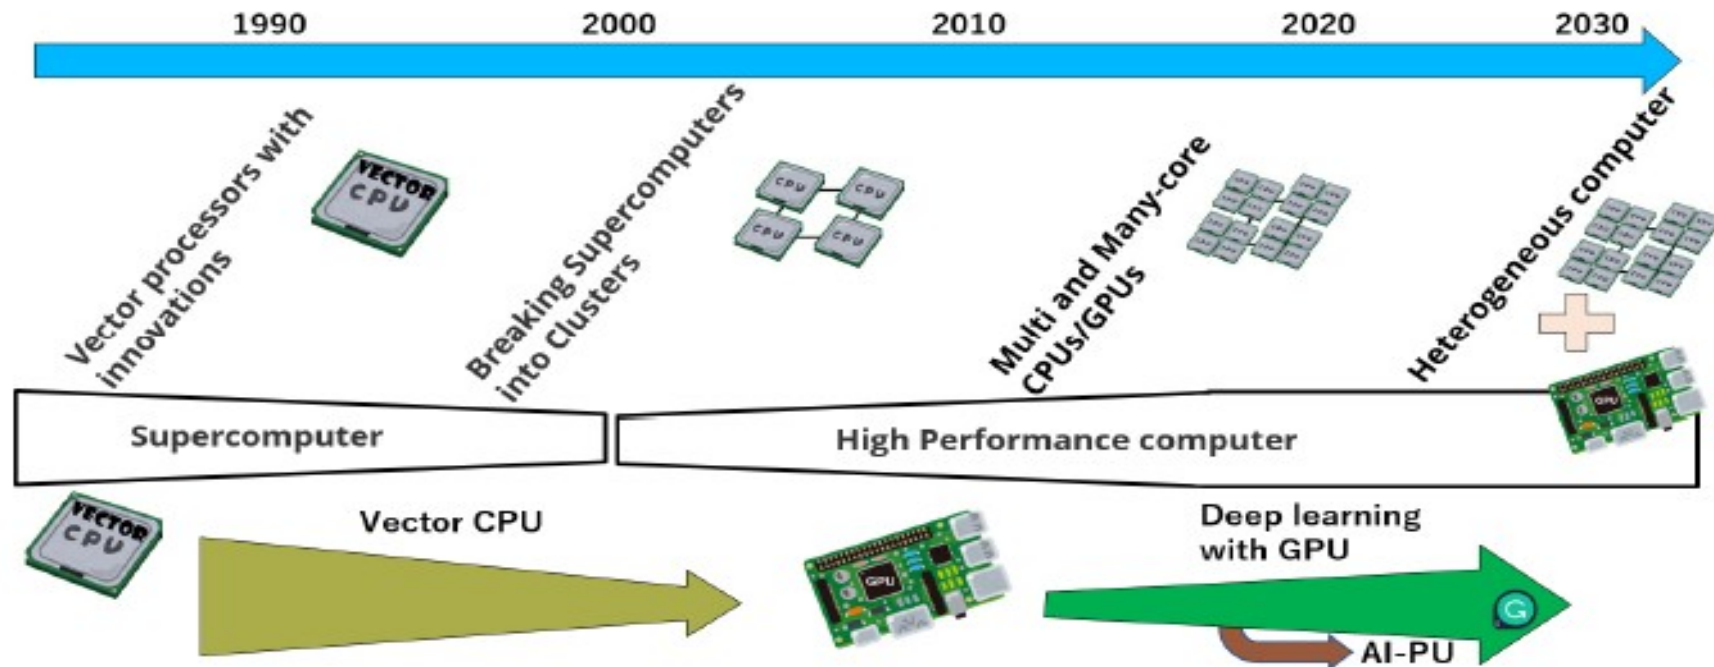 1990 2000 2010 2020 2030
Vector processors with
innovations
VECTOR
CPU
Breaking Supercomputers
into Clusters
CPU CPU
CPU CPU
Multi and Many-core
CPUs/GPUs
Heterogeneous computer
GPU
Supercomputer
High Performance computer
VECTOR
CPU
Vector CPU
GPU
Deep learning
with GPU
G
AI-PU